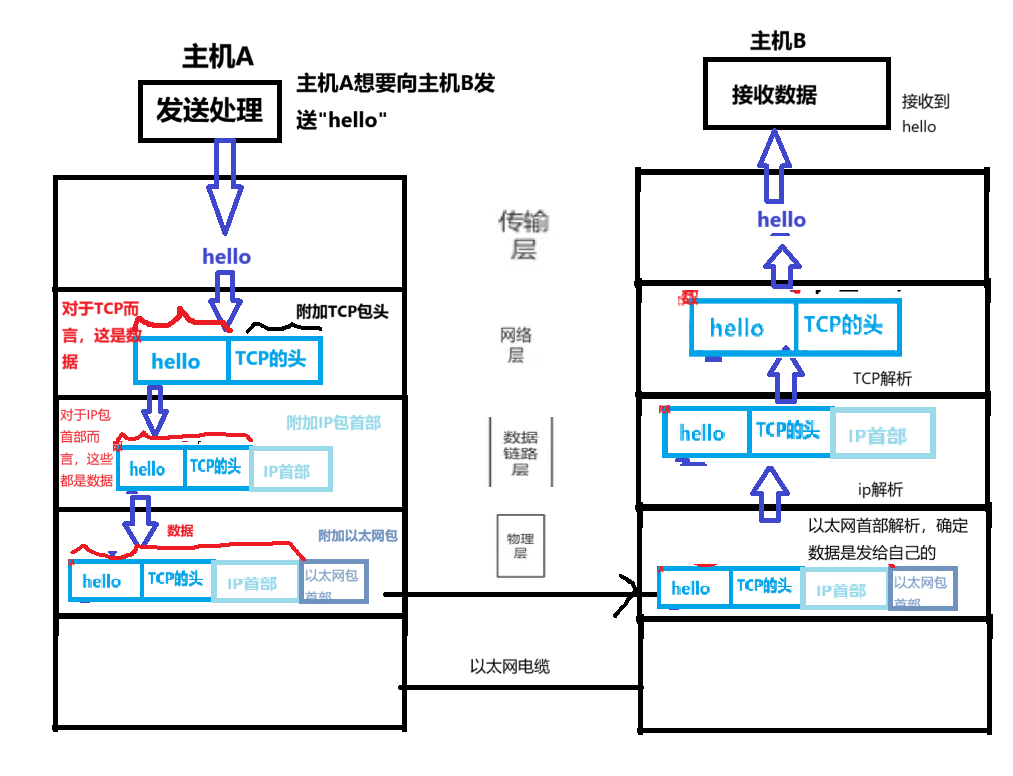 主机A
发送处理
主机A想要向主机B发
送"hello"
hello
对于TCP而
言，这是数
据
附加TCP包头
hello
TCP的头
对于IP包
首部而
言，这些
都是数据
附加IP包首部
hello
TCP的头
IP首部
数据
附加以太网包
hello
TCP的头
IP首部
以太网包
首部
传输
层
网络
层
数据
链路
层
物理
层
以太网电缆
主机B
接收数据
接收到
hello
hello
hello
TCP的头
TCP解析
hello
TCP的头
IP首部
ip解析
以太网首部解析，确定
数据是发给自己的
hello
TCP的头
IP首部
以太网包
首部